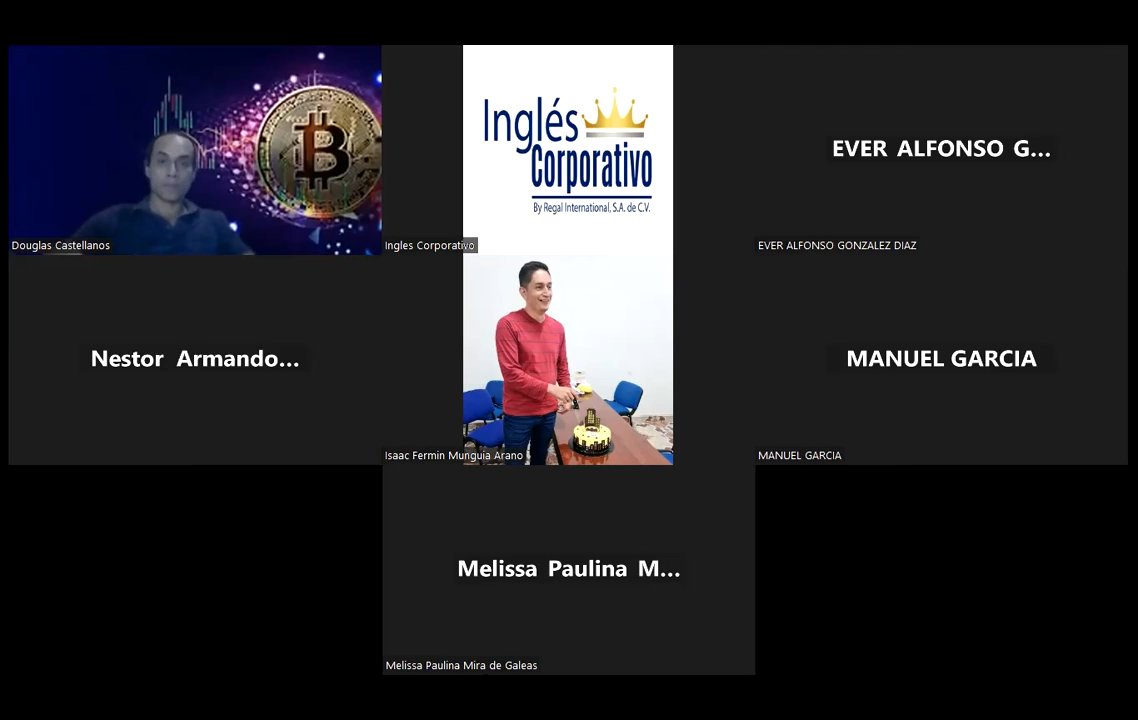 Inglés
Corporativo
By Regal International, S.A. de C.V.
EVER ALFONSO G...
Douglas Castellanos
Ingles Corporativo
EVER ALFONSO GONZALEZ DIAZ
Nestor Armando...
MANUEL GARCIA
Isaac Fermin Munguia Arano
MANUEL GARCIA
Melissa Paulina M...
Melissa Paulina Mira de Galeas